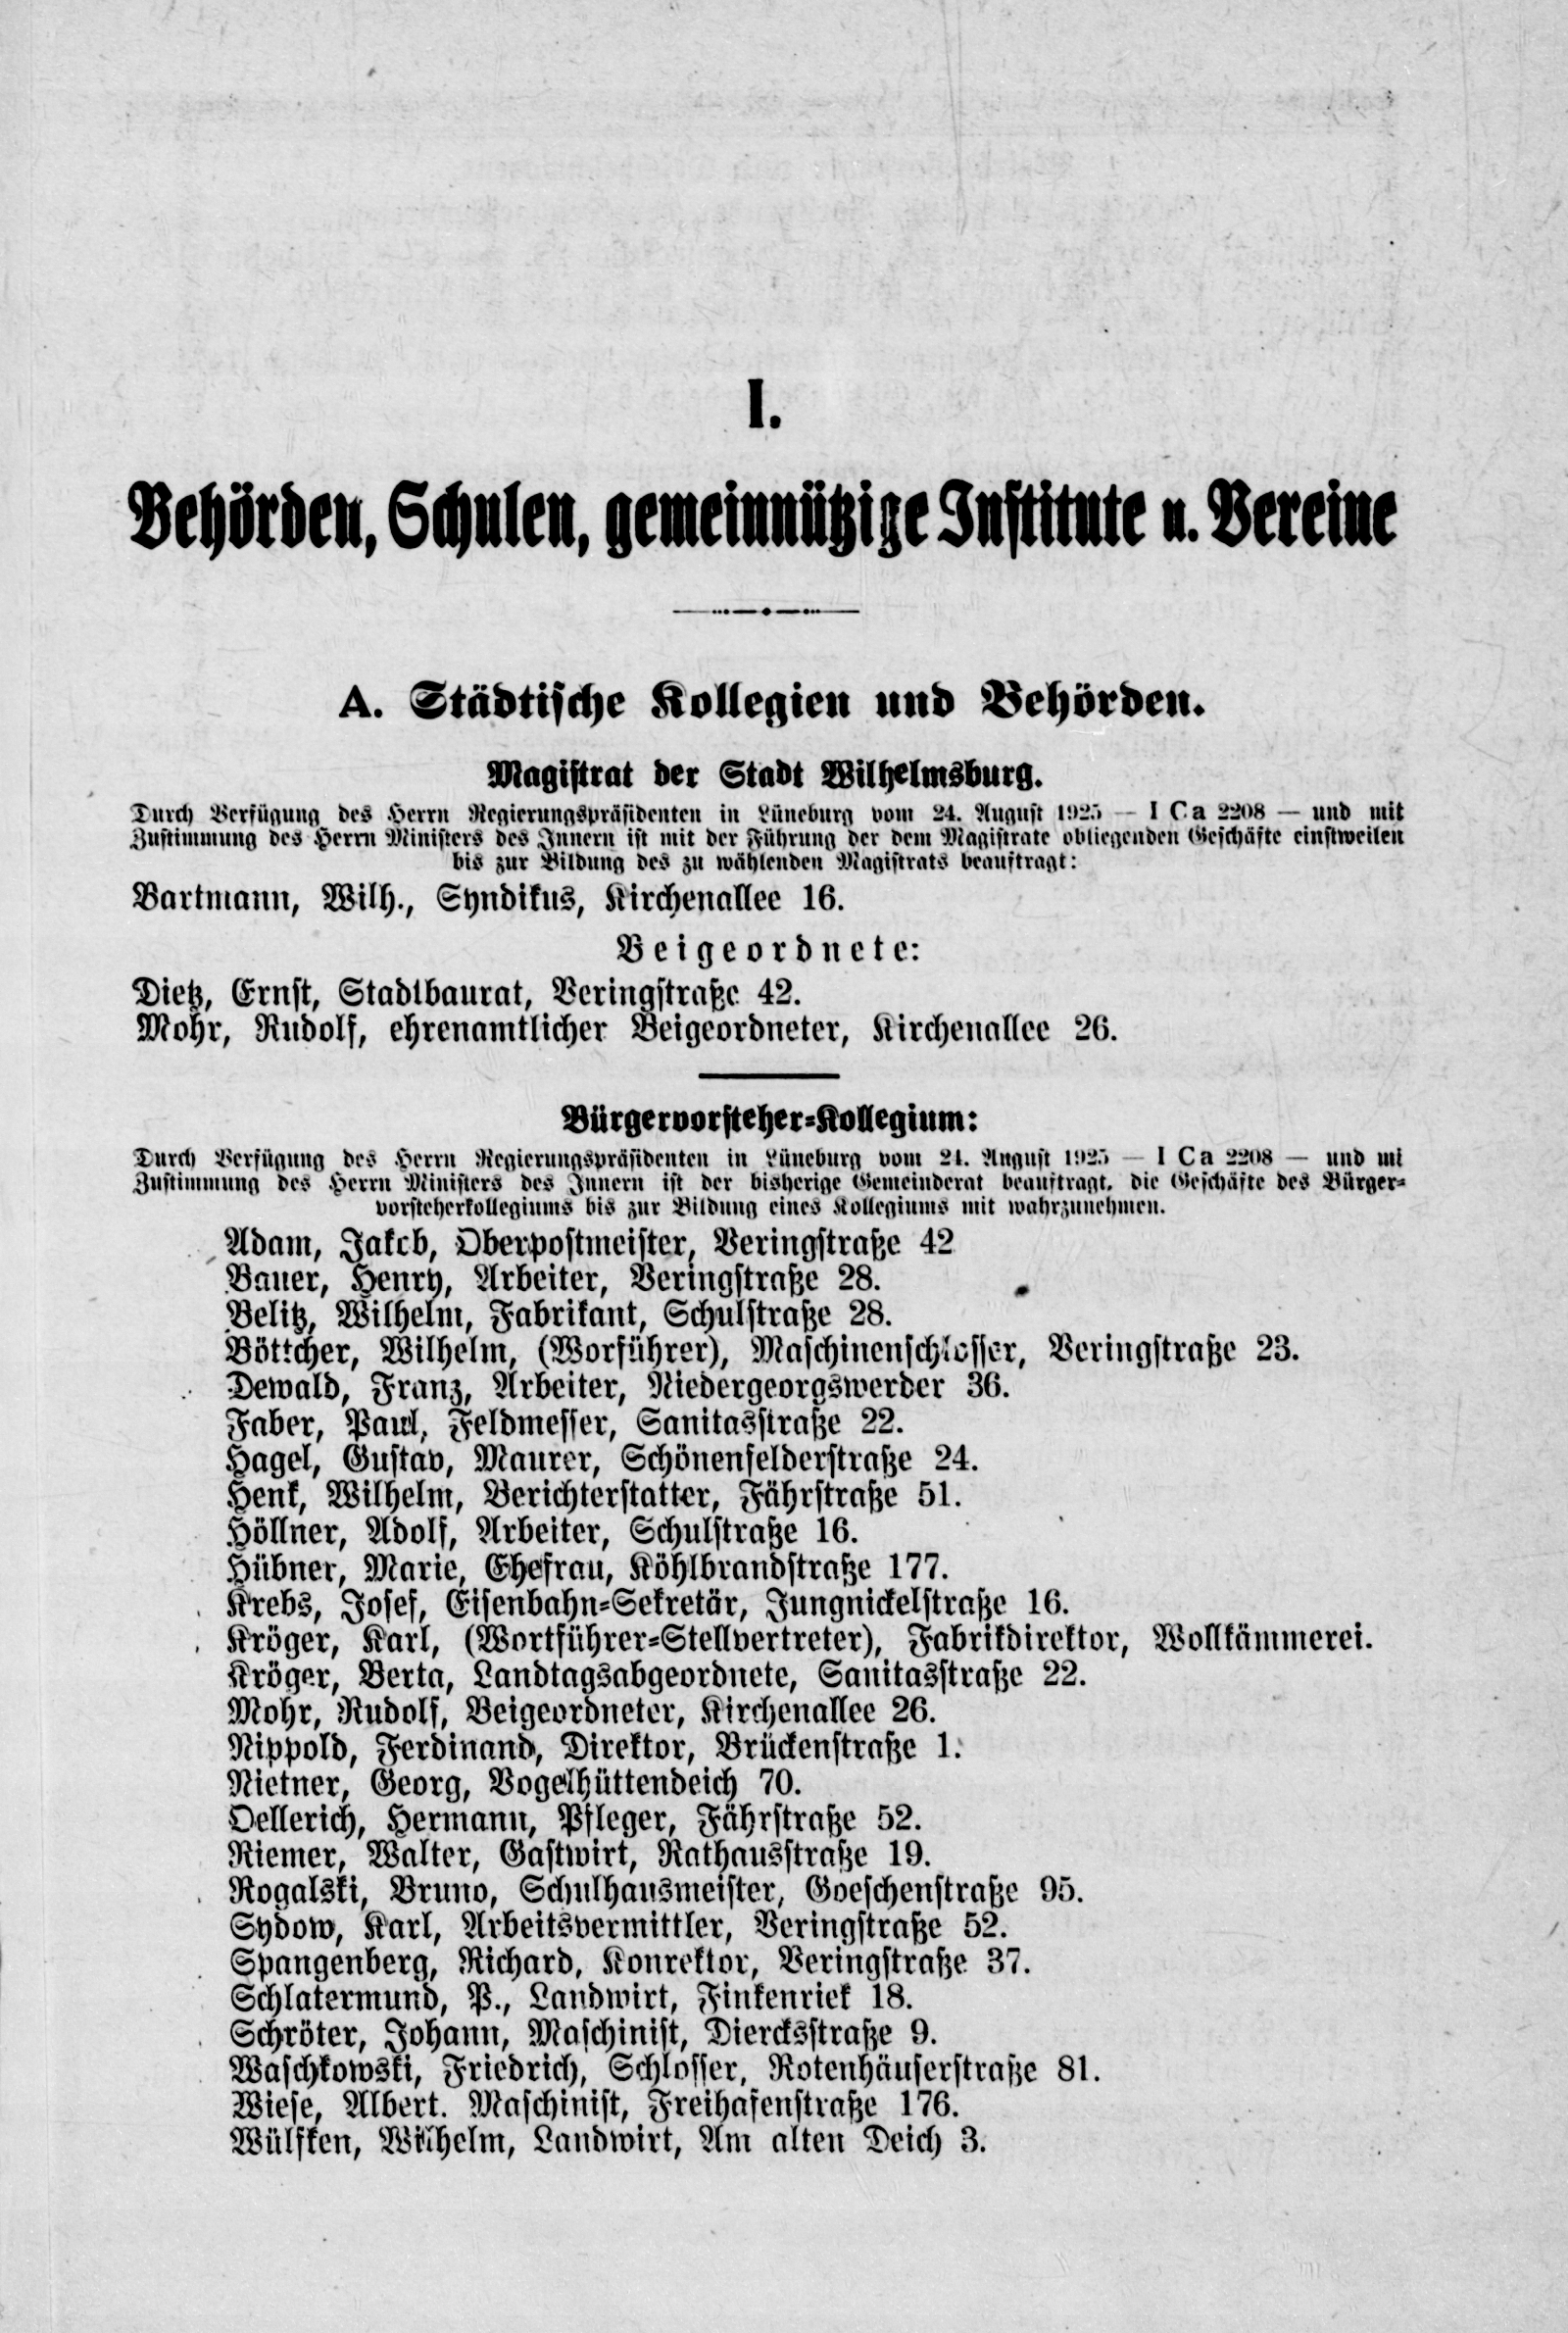 I.
Behörden, Schulen, gemeinnützige Institute u. Vereine
A. Städtische Kollegien und Behörden.
Magistrat der Stadt Wilhelmsburg.
Durch Verfügung des Herrn Regierungspräsidenten in Lüneburg vom 24. August 1925 — I Ca 2208 — und mit
Zustimmung des Herrn Ministers des Innern ist mit der Führung der dem Magistrate obliegenden Geschäfte einstweilen
bis zur Bildung des zu wählenden Magistrats beauftragt:
Bartmann, Wilh., Syndikus, Kirchenallee 16.
Beigeordnete:
Dietz, Ernst, Stadtbaurat, Veringstraße 42.
Mohr, Rudolf, ehrenamtlicher Beigeordneter, Kirchenallee 26.
Bürgervorsteher-Kollegium:
Durch Verfügung des Herrn Regierungspräsidenten in Lüneburg vom 24. August 1925 — I Ca 2208 — und mi
Zustimmung des Herrn Ministers des Innern ist der bisherige Gemeinderat beauftragt, die Geschäfte des Bürger-
vorsteherkollegiums bis zur Bildung eines Kollegiums mit wahrzunehmen.
Adam, Jakob, Oberpostmeister, Veringstraße 42
Bauer, Henry, Arbeiter, Veringstraße 28.
Belitz, Wilhelm, Fabrikant, Schulstraße 28.
Böttcher, Wilhelm, (Worführer), Maschinenschlosser, Veringstraße 23.
Dewald, Franz, Arbeiter, Niedergeorgswerder 36.
Faber, Paul, Feldmesser, Sanitasstraße 22.
Hagel, Gustav, Maurer, Schönenfelderstraße 24.
Henk, Wilhelm, Berichterstatter, Fährstraße 51.
Höllner, Adolf, Arbeiter, Schulstraße 16.
Hübner, Marie, Ehefrau, Köhlbrandstraße 177.
Krebs, Josef, Eisenbahn-Sekretär, Jungnickelstraße 16.
Kröger, Karl, (Wortführer-Stellvertreter), Fabrikdirektor, Wollkämmerei.
Kröger, Berta, Landtagsabgeordnete, Sanitasstraße 22.
Mohr, Rudolf, Beigeordneter, Kirchenallee 26.
Nippold, Ferdinand, Direktor, Brückenstraße 1.
Nietner, Georg, Vogelhüttendeich 70.
Oellerich, Hermann, Pfleger, Fährstraße 52.
Riemer, Walter, Gastwirt, Rathausstraße 19.
Rogalski, Bruno, Schulhausmeister, Goeschenstraße 95.
Sydow, Karl, Arbeitsvermittler, Veringstraße 52.
Spangenberg, Richard, Konrektor, Veringstraße 37.
Schlatermund, P., Landwirt, Finkenriek 18.
Schröter, Johann, Maschinist, Diercksstraße 9.
Waschkowski, Friedrich, Schlosser, Rotenhäuserstraße 81.
Wiese, Albert. Maschinist, Freihafenstraße 176.
Wülfken, Wilhelm, Landwirt, Am alten Deich 3.